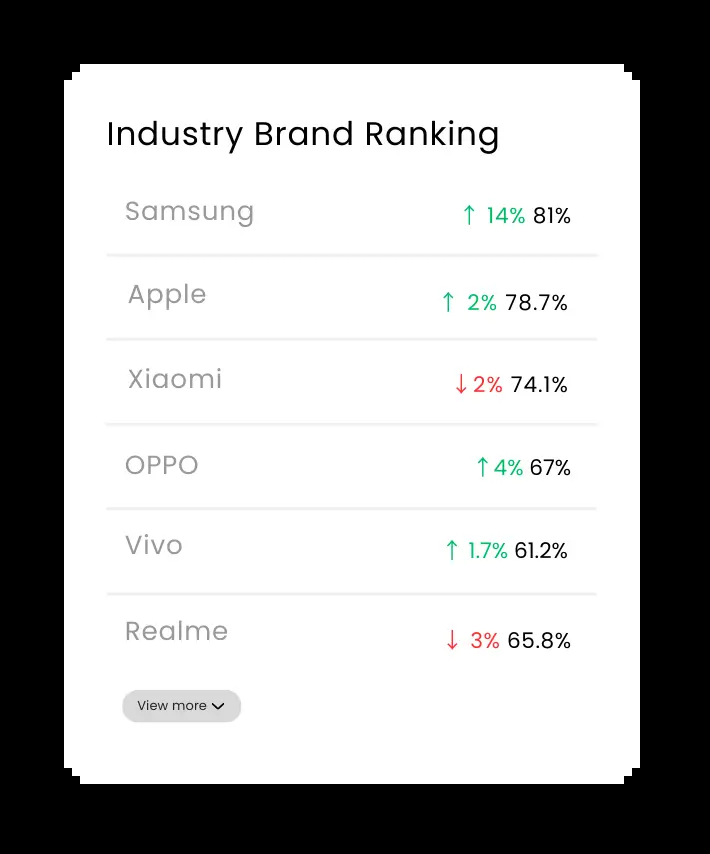 Industry Brand Ranking
Samsung ↑ 14% 81%
Apple ↑ 2% 78.7%
Xiaomi ↓ 2% 74.1%
OPPO ↑ 4% 67%
Vivo ↑ 1.7% 61.2%
Realme ↓ 3% 65.8%
View more